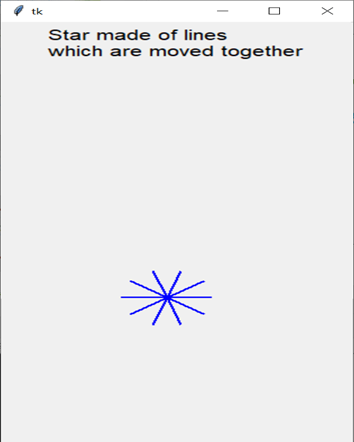 tk
Star made of lines
which are moved together